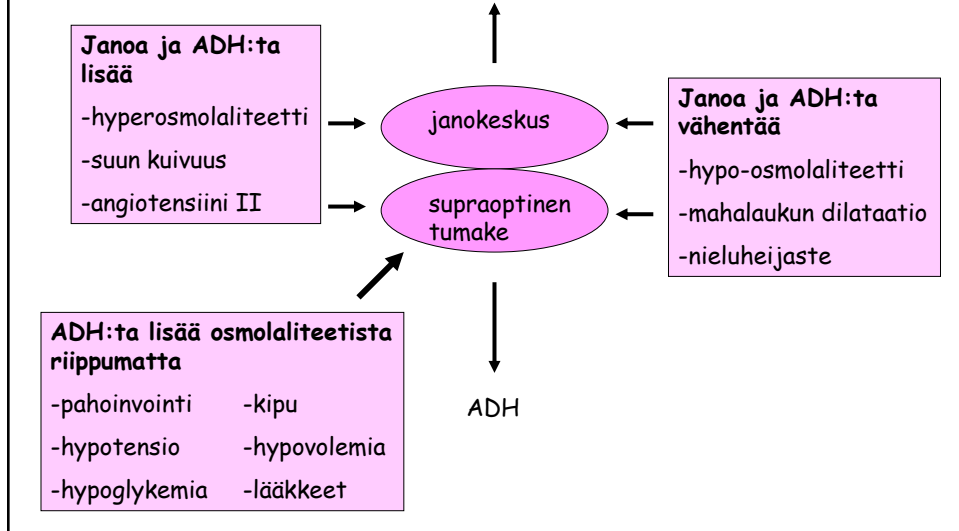 Janoa ja ADH:ta
lisää
-hyperosmolaliteetti
-suun kuivuus
-angiotensiini II
janokeskus
supraoptinen
tumake
Janoa ja ADH:ta
vähentää
-hypo-osmolaliteetti
-mahalaukun dilataatio
-nieluheijaste
ADH:ta lisää osmolaliteetista
riippumatta
-pahoinvointi -kipu
-hypotensio -hypovolemia
-hypoglykemia -lääkkeet
ADH